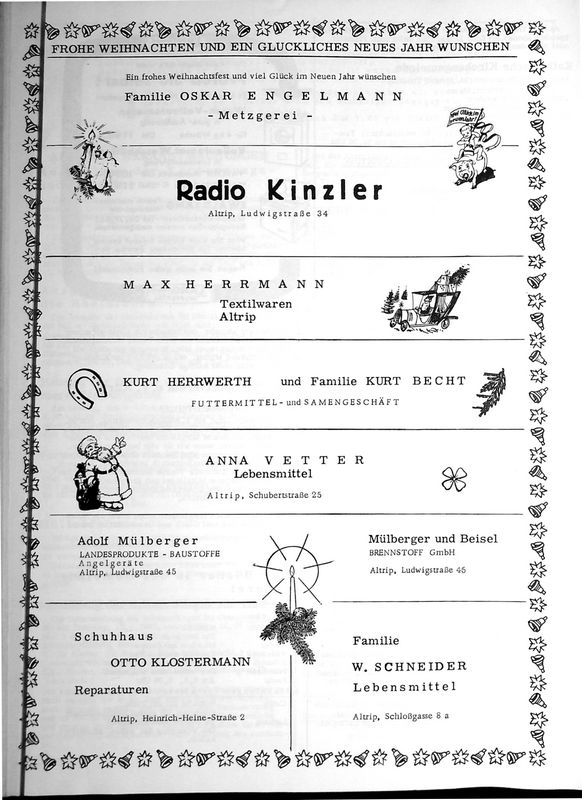 FROHE WEIHNACHTEN UND EIN GLUCKLICHES NEUES JAHR WUNSCHEN
Ein frohes Weihnachtsfest und viel Glück im Neuen Jahr wünschen
Familie OSKAR ENGELMANN
- Metzgerei -
Radio Kinzler
Altrip, Ludwigstraße 34
MAX HERRMANN
Textilwaren
Altrip
KURT HERRWERTH und Familie KURT BECHT
FUTTERMITTEL- und SAMENGESCHÄFT
ANNA VETTER
Lebensmittel
Altrip, Schubertstraße 25
Adolf Mülberger
LANDESPRODUKTE - BAUSTOFFE
Angelgeräte
Altrip, Ludwigstraße 45
Mülberger und Beisel
BRENNSTOFF GmbH
Altrip, Ludwigstraße 45
Schuhhaus
OTTO KLOSTERMANN
Reparaturen
Altrip, Heinrich-Heine-Straße 2
Familie
W. SCHNEIDER
Lebensmittel
Altrip, Schloßgasse 8 a